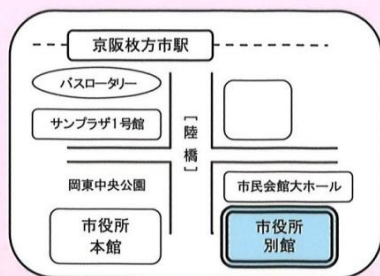 京阪枚方市駅
バスロータリー
サンプラザ1号館
［陸橋］
岡東中央公園
市民会館大ホール
市役所
本館
市役所
別館